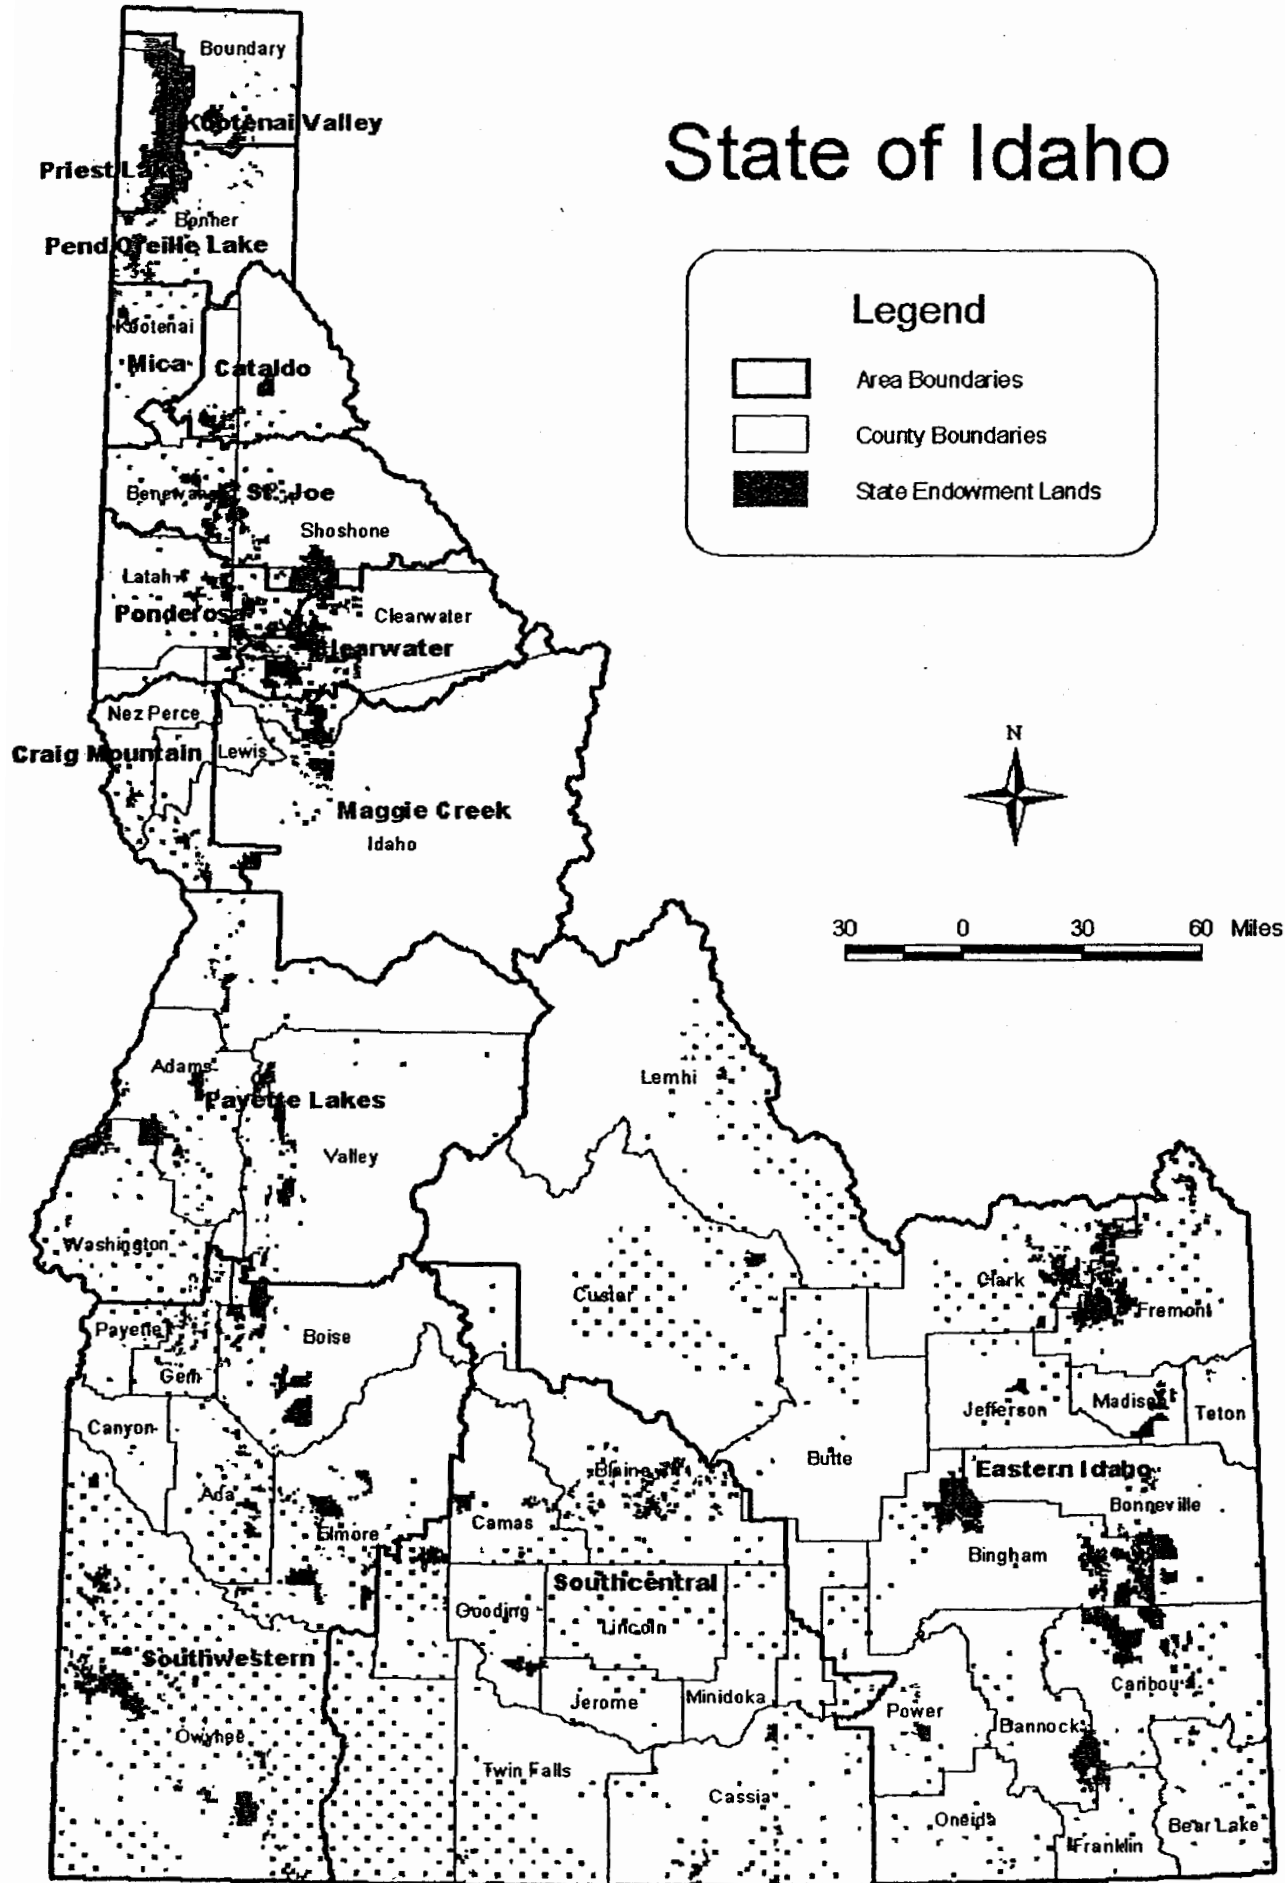 State of Idaho
Legend
Area Boundaries
County Boundaries
State Endowment Lands
N
30 0 30 60 Miles
Boundary
Kootenai Valley
Priest Lake
Bonner
Pend Oreille Lake
Kootenai
Mica
Cataldo
Benewah
St. Joe
Shoshone
Latah
Ponderosa
Clearwater
Clearwater
Nez Perce
Craig Mountain
Lewis
Maggie Creek
Idaho
Adams
Payette Lakes
Valley
Lemhi
Washington
Custer
Clark
Fremont
Payette
Gem
Boise
Canyon
Ada
Elmore
Camas
Blaine
Butte
Jefferson
Madison
Teton
Eastern Idaho
Bonneville
Bingham
Southcentral
Gooding
Lincoln
Southwestern
Owyhee
Jerome
Minidoka
Power
Bannock
Caribou
Twin Falls
Cassia
Oneida
Franklin
Bear Lake